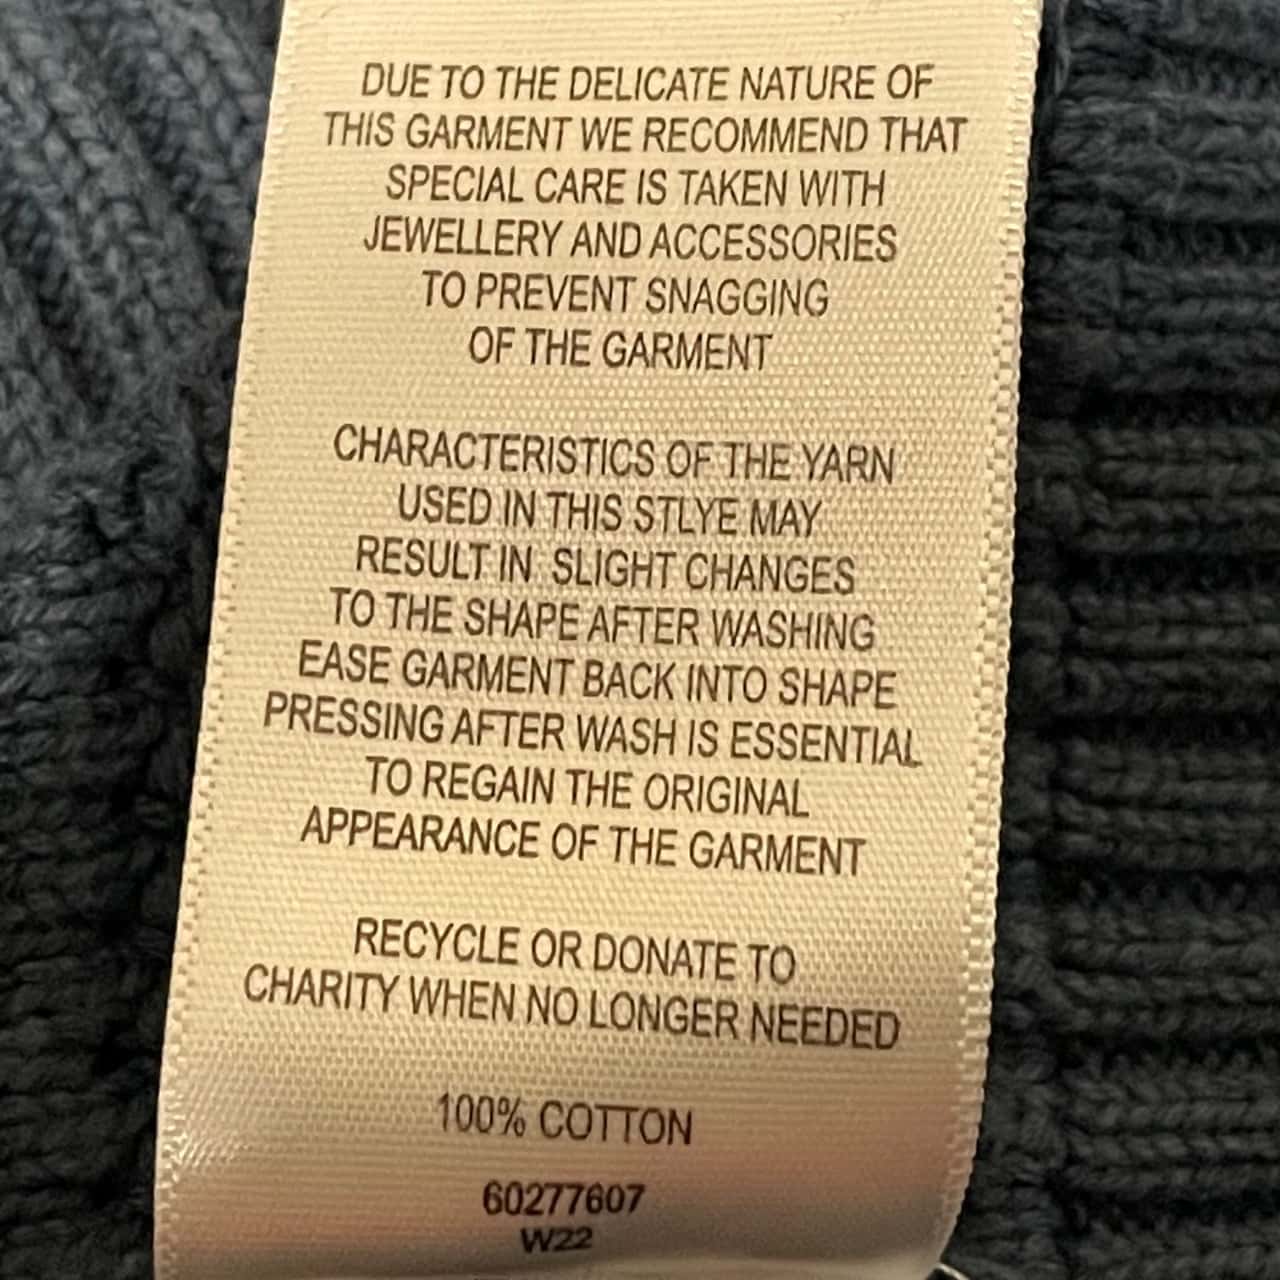 DUE TO THE DELICATE NATURE OF
THIS GARMENT WE RECOMMEND THAT
SPECIAL CARE IS TAKEN WITH
JEWELLERY AND ACCESSORIES
TO PREVENT SNAGGING
OF THE GARMENT
CHARACTERISTICS OF THE YARN
USED IN THIS STLYE MAY
RESULT IN SLIGHT CHANGES
TO THE SHAPE AFTER WASHING
EASE GARMENT BACK INTO SHAPE
PRESSING AFTER WASH IS ESSENTIAL
TO REGAIN THE ORIGINAL
APPEARANCE OF THE GARMENT
RECYCLE OR DONATE TO
CHARITY WHEN NO LONGER NEEDED
100% COTTON
60277607
W22